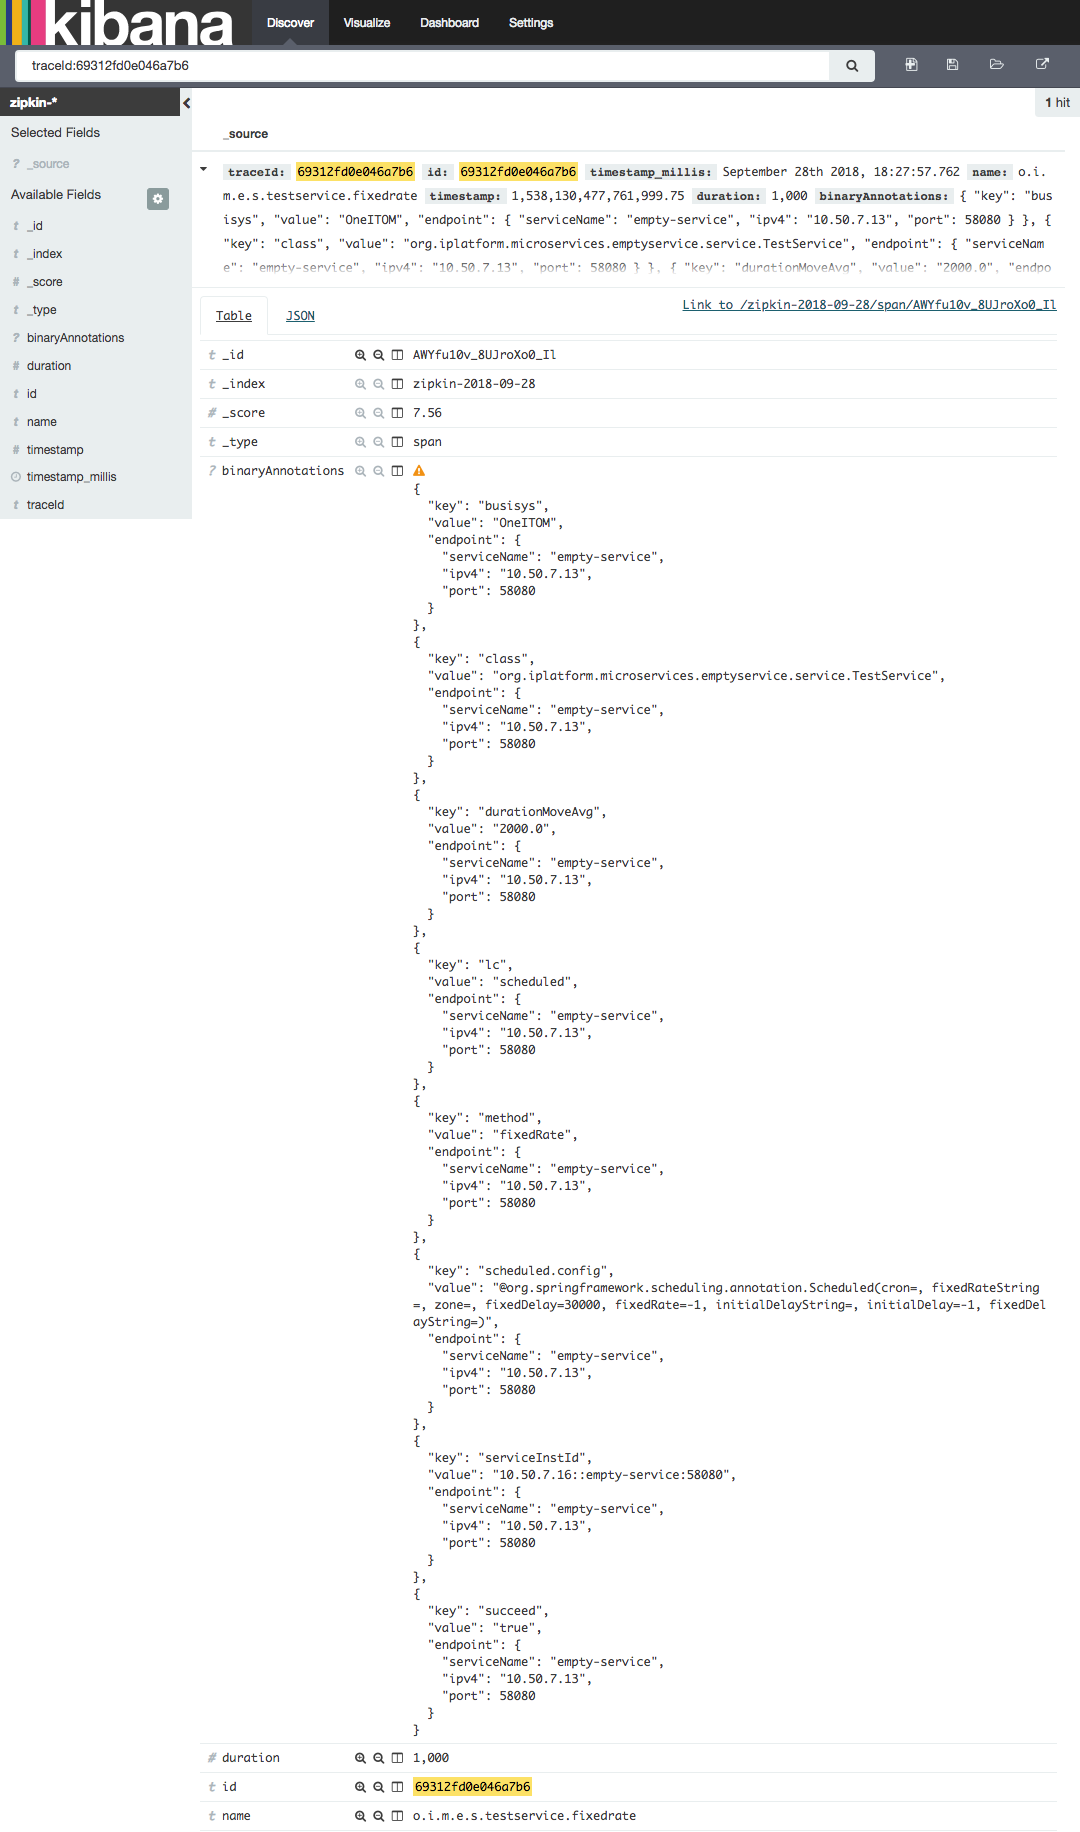 kibana Discover Visualize Dashboard Settings
traceId:69312fd0e046a7b6
zipkin-*
1 hit
Selected Fields
? _source
Available Fields
t _id
t _index
# _score
t _type
? binaryAnnotations
# duration
t id
t name
# timestamp
timestamp_millis
t traceId
_source
traceId: 69312fd0e046a7b6 id: 69312fd0e046a7b6 timestamp_millis: September 28th 2018, 18:27:57.762 name: o.i.
m.e.s.testservice.fixedrate timestamp: 1,538,130,477,761,999.75 duration: 1,000 binaryAnnotations: { "key": "bus
isys", "value": "OneITOM", "endpoint": { "serviceName": "empty-service", "ipv4": "10.50.7.13", "port": 58080 } }, {
"key": "class", "value": "org.iplatform.microservices.emptyservice.service.TestService", "endpoint": { "serviceNam
e": "empty-service", "ipv4": "10.50.7.13", "port": 58080 } }, { "key": "durationMoveAvg", "value": "2000.0", "endpo
Table JSON
Link to /zipkin-2018-09-28/span/AWYfu10v_8UJroXo0_Il
t _id AWYfu10v_8UJroXo0_Il
t _index zipkin-2018-09-28
# _score 7.56
t _type span
? binaryAnnotations
{
"key": "busisys",
"value": "OneITOM",
"endpoint": {
"serviceName": "empty-service",
"ipv4": "10.50.7.13",
"port": 58080
}
},
{
"key": "class",
"value": "org.iplatform.microservices.emptyservice.service.TestService",
"endpoint": {
"serviceName": "empty-service",
"ipv4": "10.50.7.13",
"port": 58080
}
},
{
"key": "durationMoveAvg",
"value": "2000.0",
"endpoint": {
"serviceName": "empty-service",
"ipv4": "10.50.7.13",
"port": 58080
}
},
{
"key": "lc",
"value": "scheduled",
"endpoint": {
"serviceName": "empty-service",
"ipv4": "10.50.7.13",
"port": 58080
}
},
{
"key": "method",
"value": "fixedRate",
"endpoint": {
"serviceName": "empty-service",
"ipv4": "10.50.7.13",
"port": 58080
}
},
{
"key": "scheduled.config",
"value": "@org.springframework.scheduling.annotation.Scheduled(cron=, fixedRateString
=, zone=, fixedDelay=30000, fixedRate=-1, initialDelayString=, initialDelay=-1, fixedDel
ayString=)",
"endpoint": {
"serviceName": "empty-service",
"ipv4": "10.50.7.13",
"port": 58080
}
},
{
"key": "serviceInstId",
"value": "10.50.7.16::empty-service:58080",
"endpoint": {
"serviceName": "empty-service",
"ipv4": "10.50.7.13",
"port": 58080
}
},
{
"key": "succeed",
"value": "true",
"endpoint": {
"serviceName": "empty-service",
"ipv4": "10.50.7.13",
"port": 58080
}
}
# duration 1,000
t id 69312fd0e046a7b6
t name o.i.m.e.s.testservice.fixedrate